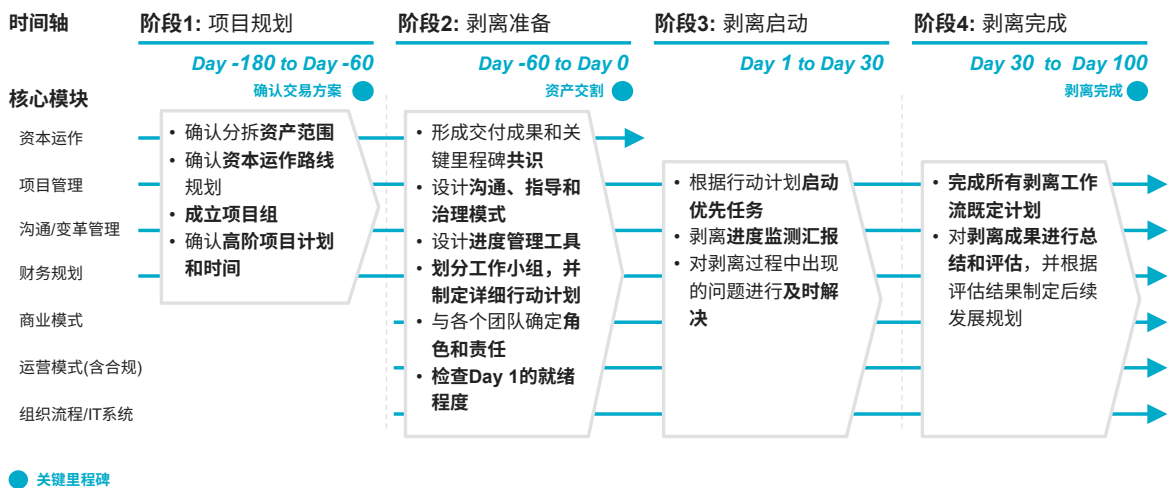 时间轴
阶段1: 项目规划
阶段2: 剥离准备
阶段3: 剥离启动
阶段4: 剥离完成
Day -180 to Day -60
Day -60 to Day 0
Day 1 to Day 30
Day 30 to Day 100
确认交易方案
资产交割
剥离完成
核心模块
资本运作
项目管理
沟通/变革管理
财务规划
商业模式
运营模式(含合规)
组织流程/IT系统
• 确认分拆资产范围
• 确认资本运作路线
规划
• 成立项目组
• 确认高阶项目计划
和时间
• 形成交付成果和关
键里程碑共识
• 设计沟通、指导和
治理模式
• 设计进度管理工具
• 划分工作小组，并
制定详细行动计划
• 与各个团队确定角
色和责任
• 检查Day 1的就绪
程度
• 根据行动计划启动
优先任务
• 剥离进度监测汇报
• 对剥离过程中出现
的问题进行及时解
决
• 完成所有剥离工作
流既定计划
• 对剥离成果进行总
结和评估，并根据
评估结果制定后续
发展规划
关键里程碑